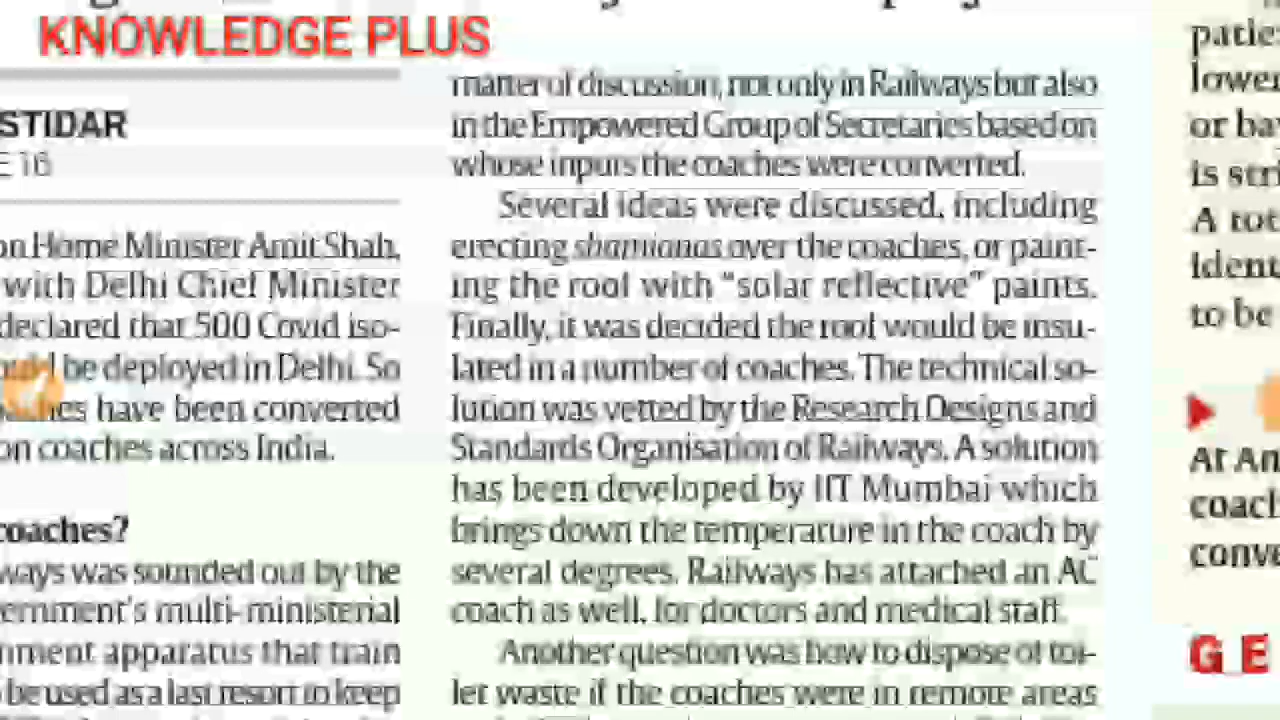 KNOWLEDGE PLUS
STIDAR
E 16
on Home Minister Amit Shah,
with Delhi Chief Minister
declared that 500 Covid iso-
be deployed in Delhi. So
have been converted
on coaches across India.
coaches?
ways was sounded out by the
vernment's multi-ministerial
nment apparatus that train
be used as a last resort to keep
matter of discussion, not only in Railways but also
in the Empowered Group of Secretaries based on
whose inputs the coaches were converted.
Several ideas were discussed, including
erecting shamianas over the coaches, or paint-
ing the roof with "solar reflective" paints.
Finally, it was decided the roof would be insu-
lated in a number of coaches. The technical so-
lution was vetted by the Research Designs and
Standards Organisation of Railways. A solution
has been developed by IIT Mumbai which
brings down the temperature in the coach by
several degrees. Railways has attached an AC
coach as well, for doctors and medical staff.
Another question was how to dispose of toi-
let waste if the coaches were in remote areas
patie
lower
or ba
is stri
A tot
ident
to be
At An
coach
conve
G E